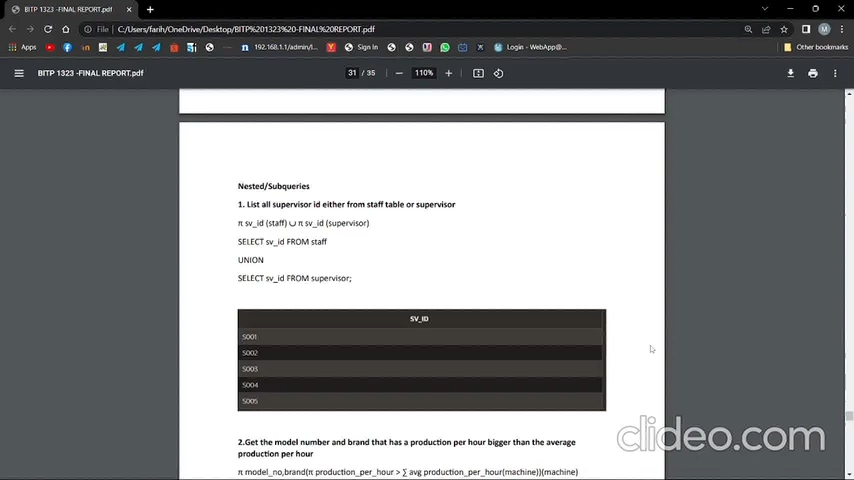 BITP 1323 -FINAL REPORT.pdf
File
C:/Users/farih/OneDrive/Desktop/BITP%201323%20-FINAL%20REPORT.pdf
Apps
192.168.1.1/admin/l...
Sign In
Login - WebApp@...
Other bookmarks
BITP 1323 -FINAL REPORT.pdf
31 / 35
110%
Nested/Subqueries
1. List all supervisor id either from staff table or supervisor
π sv_id (staff) ∪ π sv_id (supervisor)
SELECT sv_id FROM staff
UNION
SELECT sv_id FROM supervisor;
SV_ID
S001
S002
S003
S004
S005
2.Get the model number and brand that has a production per hour bigger than the average
production per hour
π model_no,brand(π production_per_hour > ∑ avg production_per_hour(machine))(machine)
clideo.com